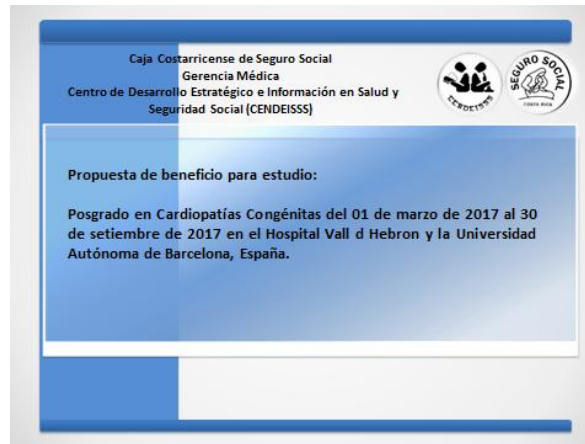 Caja Costarricense de Seguro Social
Gerencia Médica
Centro de Desarrollo Estratégico e Información en Salud y
Seguridad Social (CENDEISSS)
CENDEISSS
SEGURO SOCIAL
COSTA RICA
Propuesta de beneficio para estudio:
Posgrado en Cardiopatías Congénitas del 01 de marzo de 2017 al 30
de setiembre de 2017 en el Hospital Vall d Hebron y la Universidad
Autónoma de Barcelona, España.